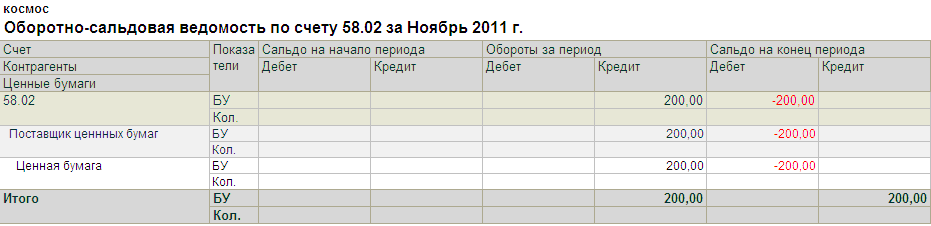 космос
Оборотно-сальдовая ведомость по счету 58.02 за Ноябрь 2011 г.
Счет Показа Сальдо на начало периода Обороты за период Сальдо на конец периода
Контрагенты тели Дебет Кредит Дебет Кредит Дебет Кредит
Ценные бумаги
58.02 БУ 200,00 -200,00
Кол.
Поставщик ценнных бумаг БУ 200,00 -200,00
Кол.
Ценная бумага БУ 200,00 -200,00
Кол.
Итого БУ 200,00 200,00
Кол.